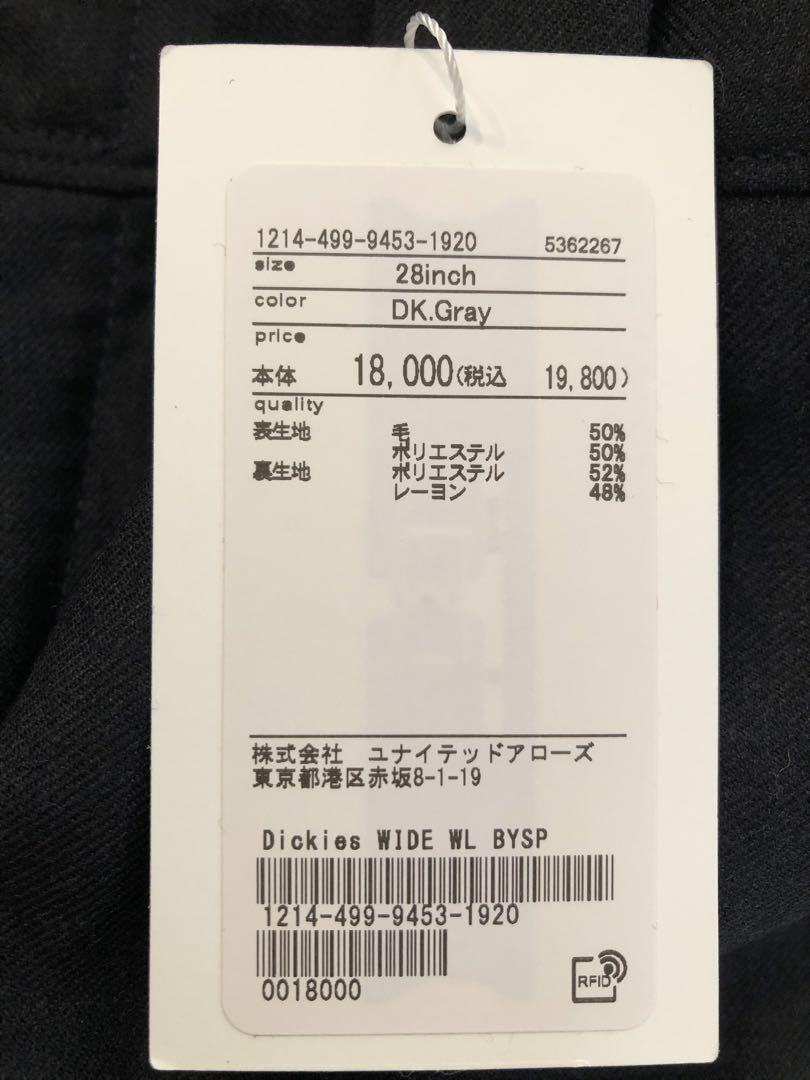 1214-499-9453-1920 5362267
size 28inch
color DK.Gray
price
本体 18,000(税込 19,800)
quality
表生地 毛 50%
ポリエステル 50%
裏生地 ポリエステル 52%
レーヨン 48%
株式会社 ユナイテッドアローズ
東京都港区赤坂8-1-19
Dickies WIDE WL BYSP
1214-499-9453-1920
0018000
RFID